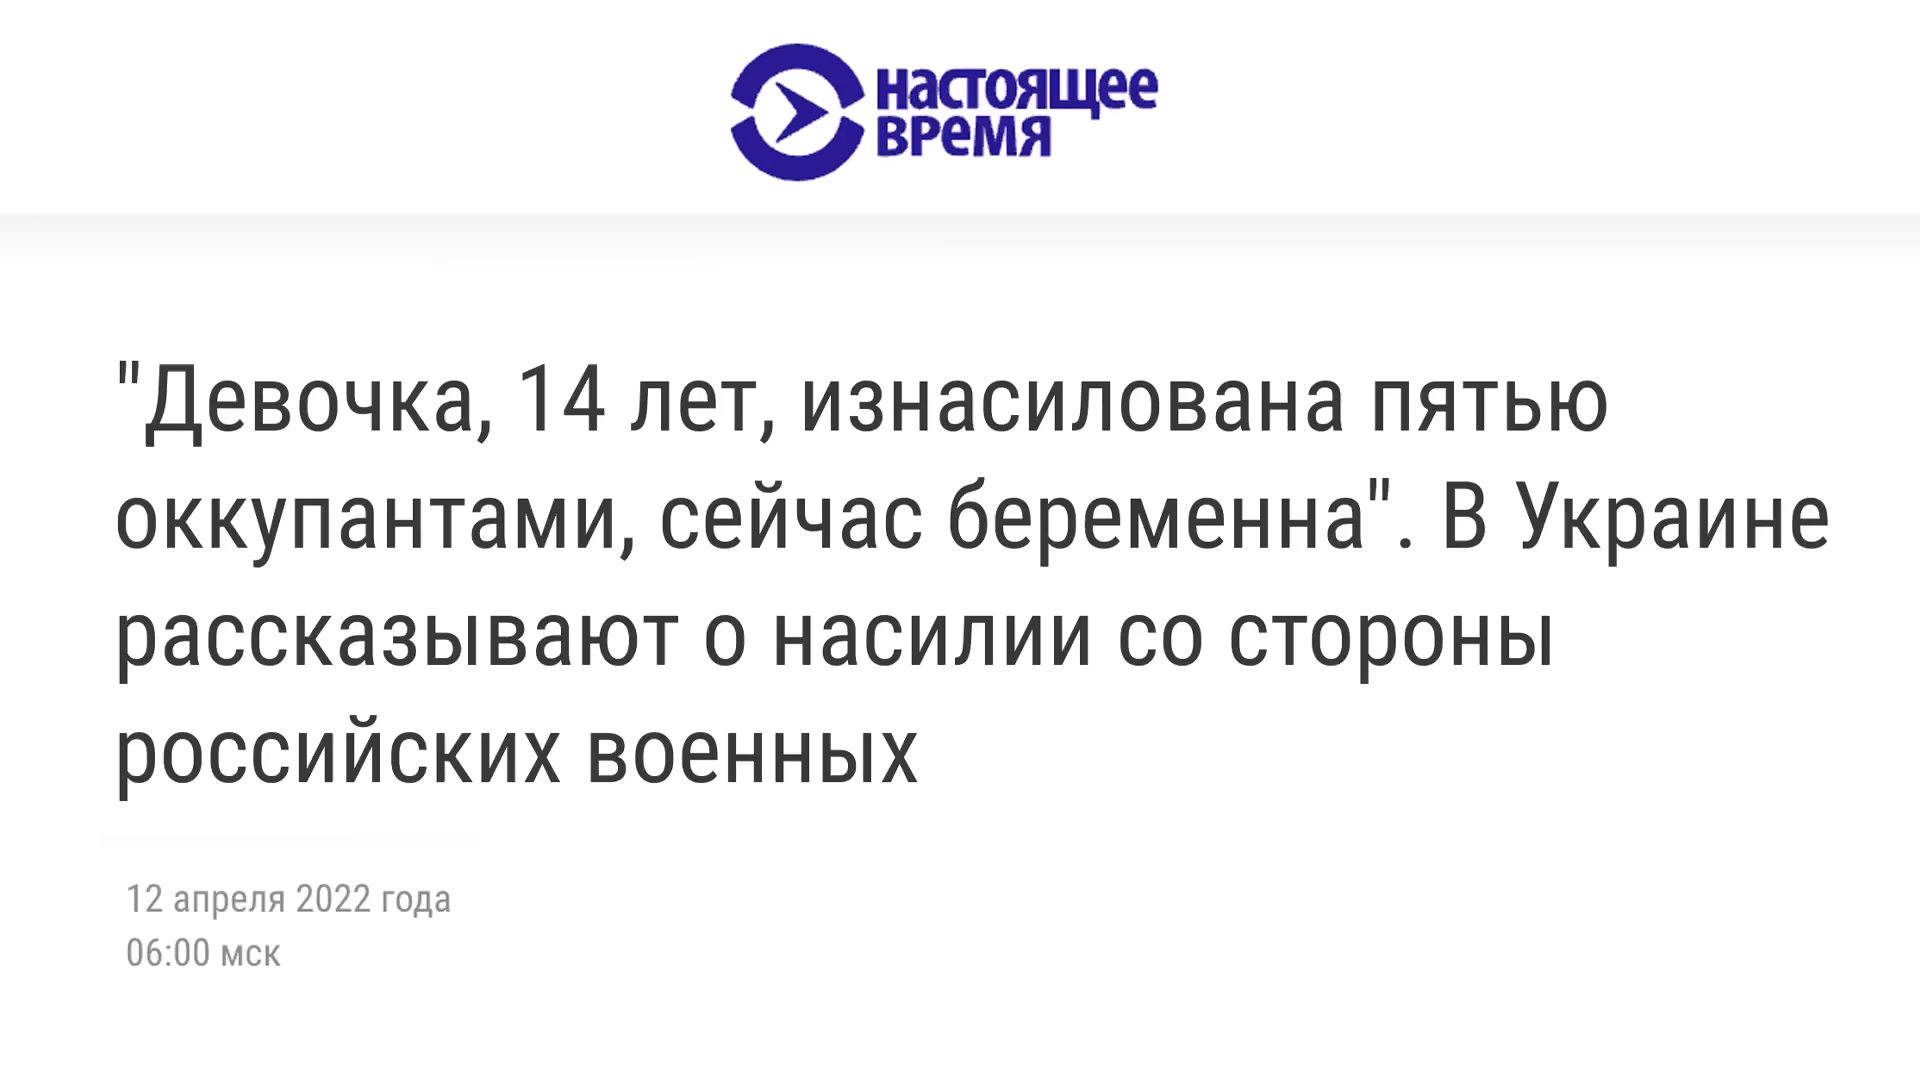 настоящее
время
"Девочка, 14 лет, изнасилована пятью
оккупантами, сейчас беременна". В Украине
рассказывают о насилии со стороны
российских военных
12 апреля 2022 года
06:00 мск